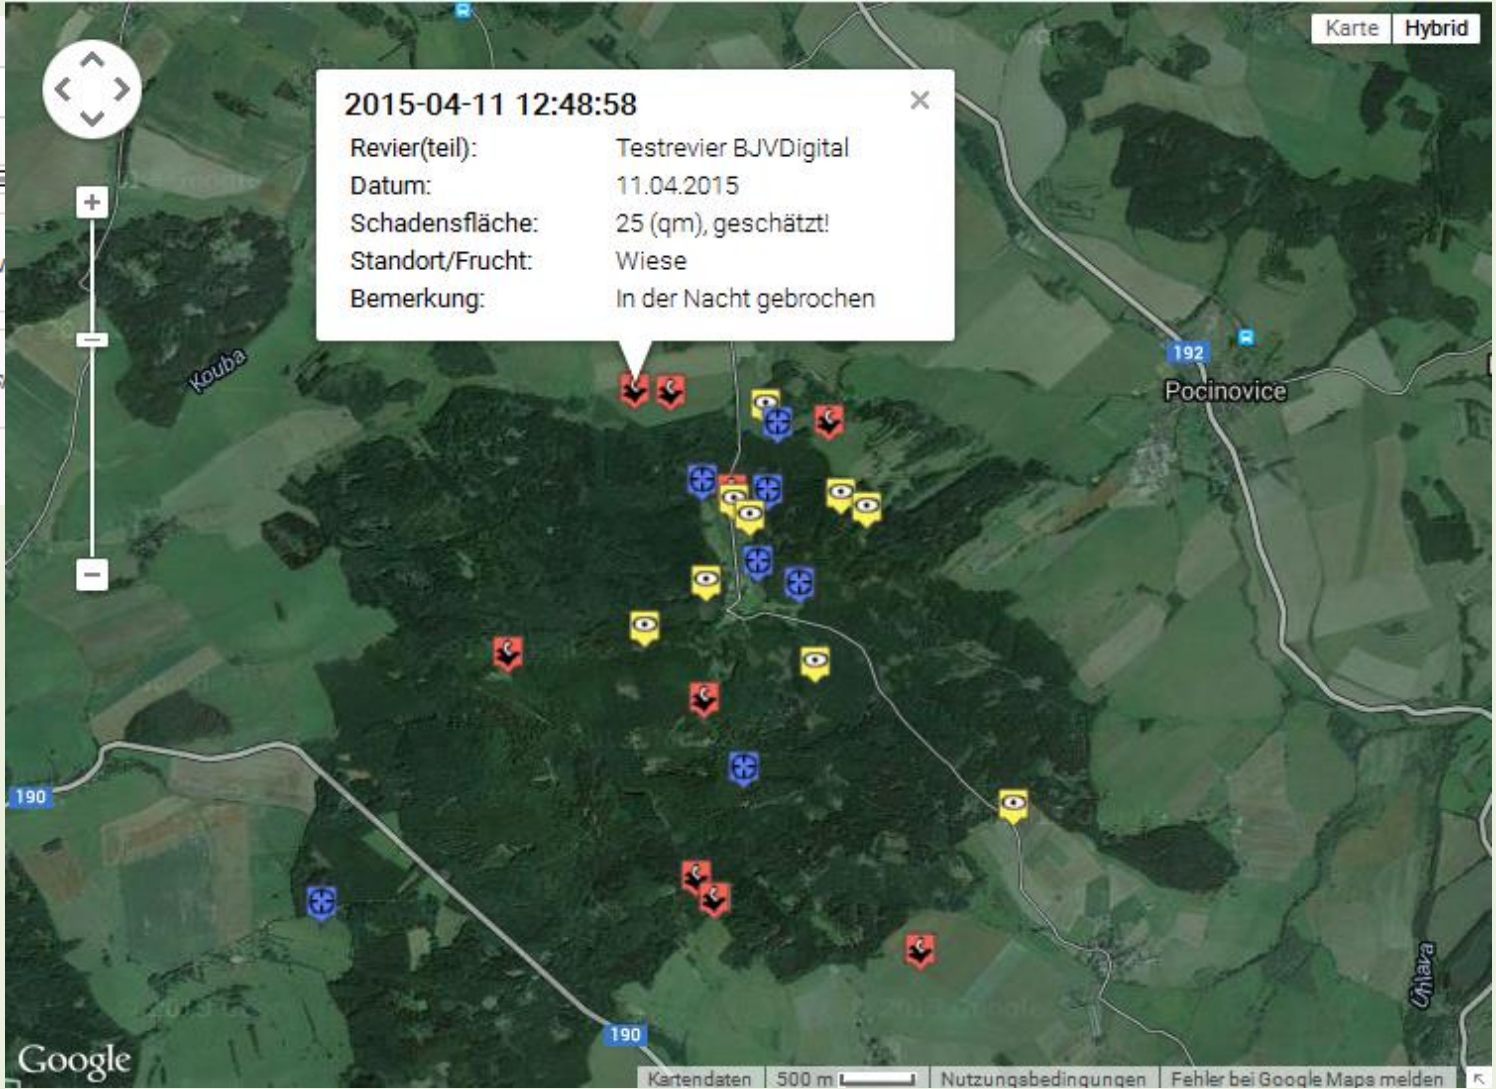 Karte Hybrid
2015-04-11 12:48:58
Revier(teil): Testrevier BJVDigital
Datum: 11.04.2015
Schadensfläche: 25 (qm), geschätzt!
Standort/Frucht: Wiese
Bemerkung: In der Nacht gebrochen
Kouba
192
Pocinovice
190
Úhlava
190
Google
Kartendaten 500 m Nutzungsbedingungen Fehler bei Google Maps melden